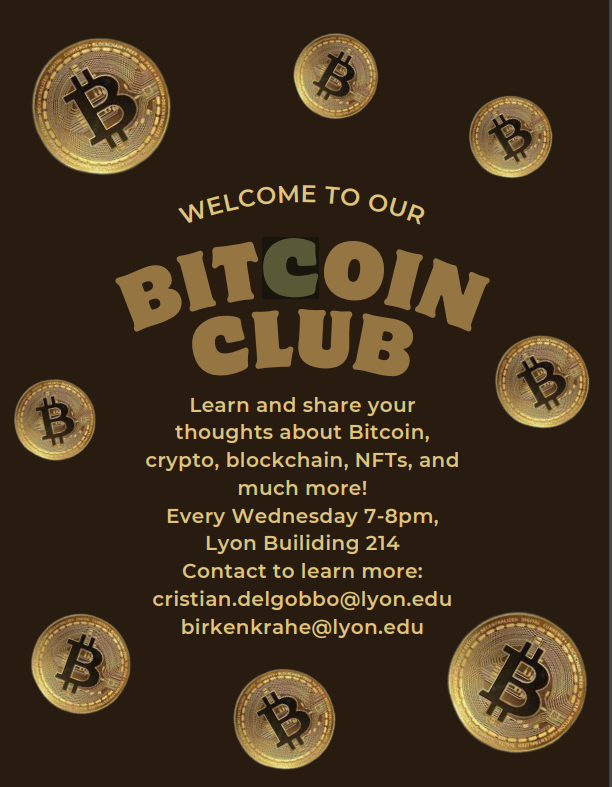 WELCOME TO OUR
BITCOIN
CLUB
Learn and share your
thoughts about Bitcoin,
crypto, blockchain, NFTs, and
much more!
Every Wednesday 7-8pm,
Lyon Builiding 214
Contact to learn more:
cristian.delgobbo@lyon.edu
birkenkrahe@lyon.edu